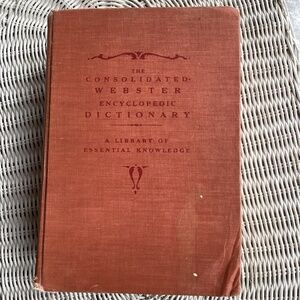 THE
CONSOLIDATED-
WEBSTER
ENCYCLOPEDIC
DICTIONARY
A LIBRARY OF
ESSENTIAL KNOWLEDGE